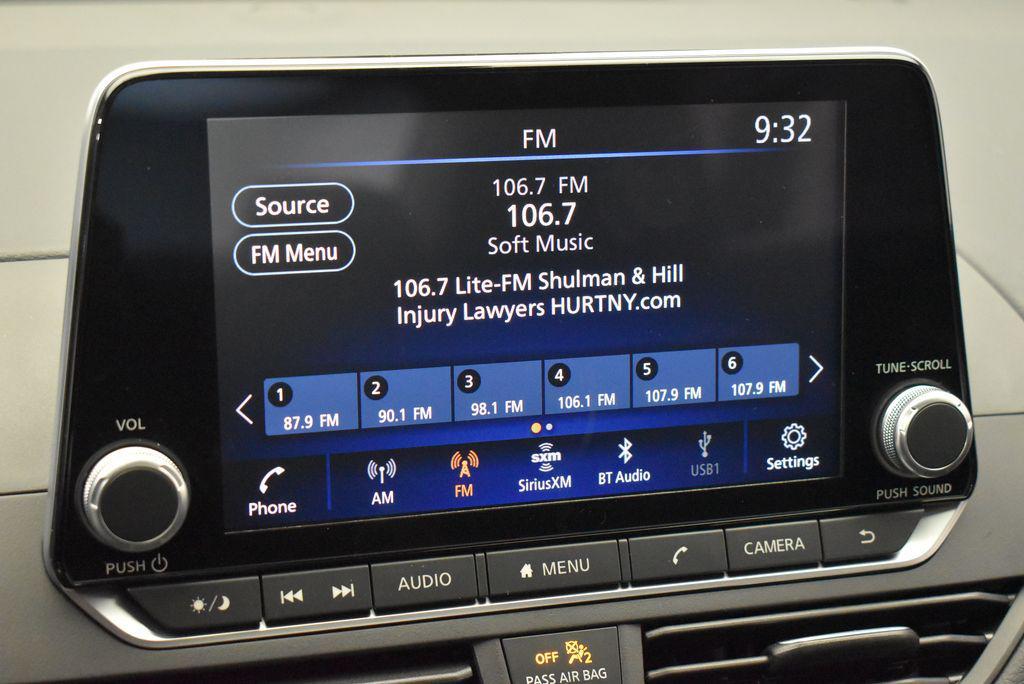 FM
9:32
Source
FM Menu
106.7 FM
106.7
Soft Music
106.7 Lite-FM Shulman & Hill
Injury Lawyers HURTNY.com
1
87.9 FM
2
90.1 FM
3
98.1 FM
4
106.1 FM
5
107.9 FM
6
107.9 FM
Phone
AM
FM
sxm
SiriusXM
BT Audio
USB1
Settings
VOL
PUSH
TUNE·SCROLL
PUSH SOUND
AUDIO
MENU
CAMERA
OFF 2
PASS AIR BAG